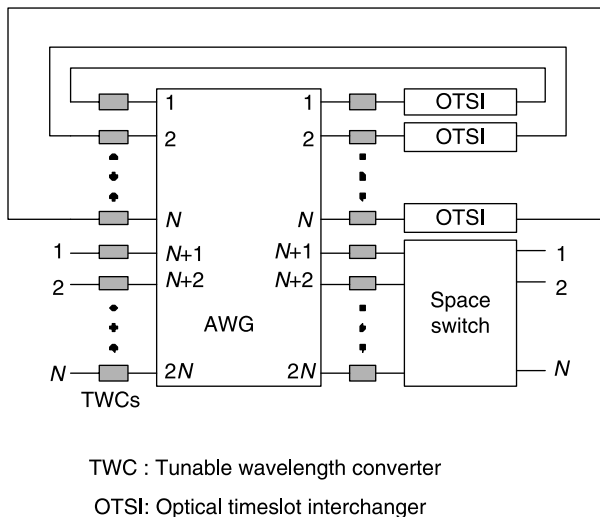 1 1 OTSI
2 2 OTSI
N N OTSI
1 N+1 N+1 1
2 N+2 N+2 2
Space
switch
AWG
N 2N 2N N
TWCs
TWC : Tunable wavelength converter
OTSI: Optical timeslot interchanger